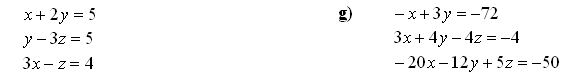 x + 2y = 5
y − 3z = 5
3x − z = 4
g) − x + 3y = −72
3x + 4y − 4z = −4
− 20x − 12y + 5z = −50